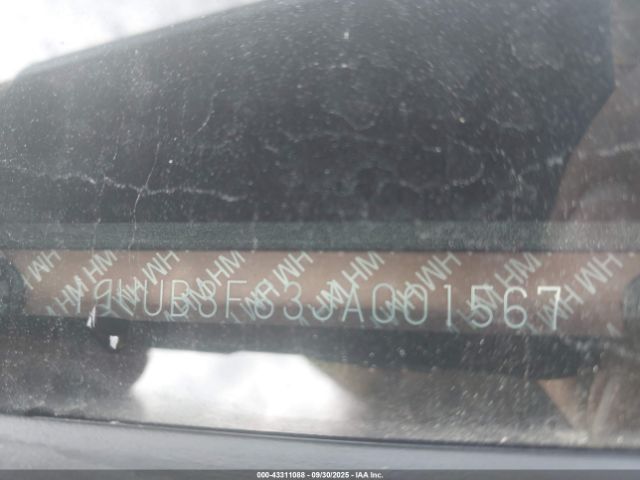 19UUB3F63JA001567
000-43311088 | 09/30/2025 | IAA Inc.